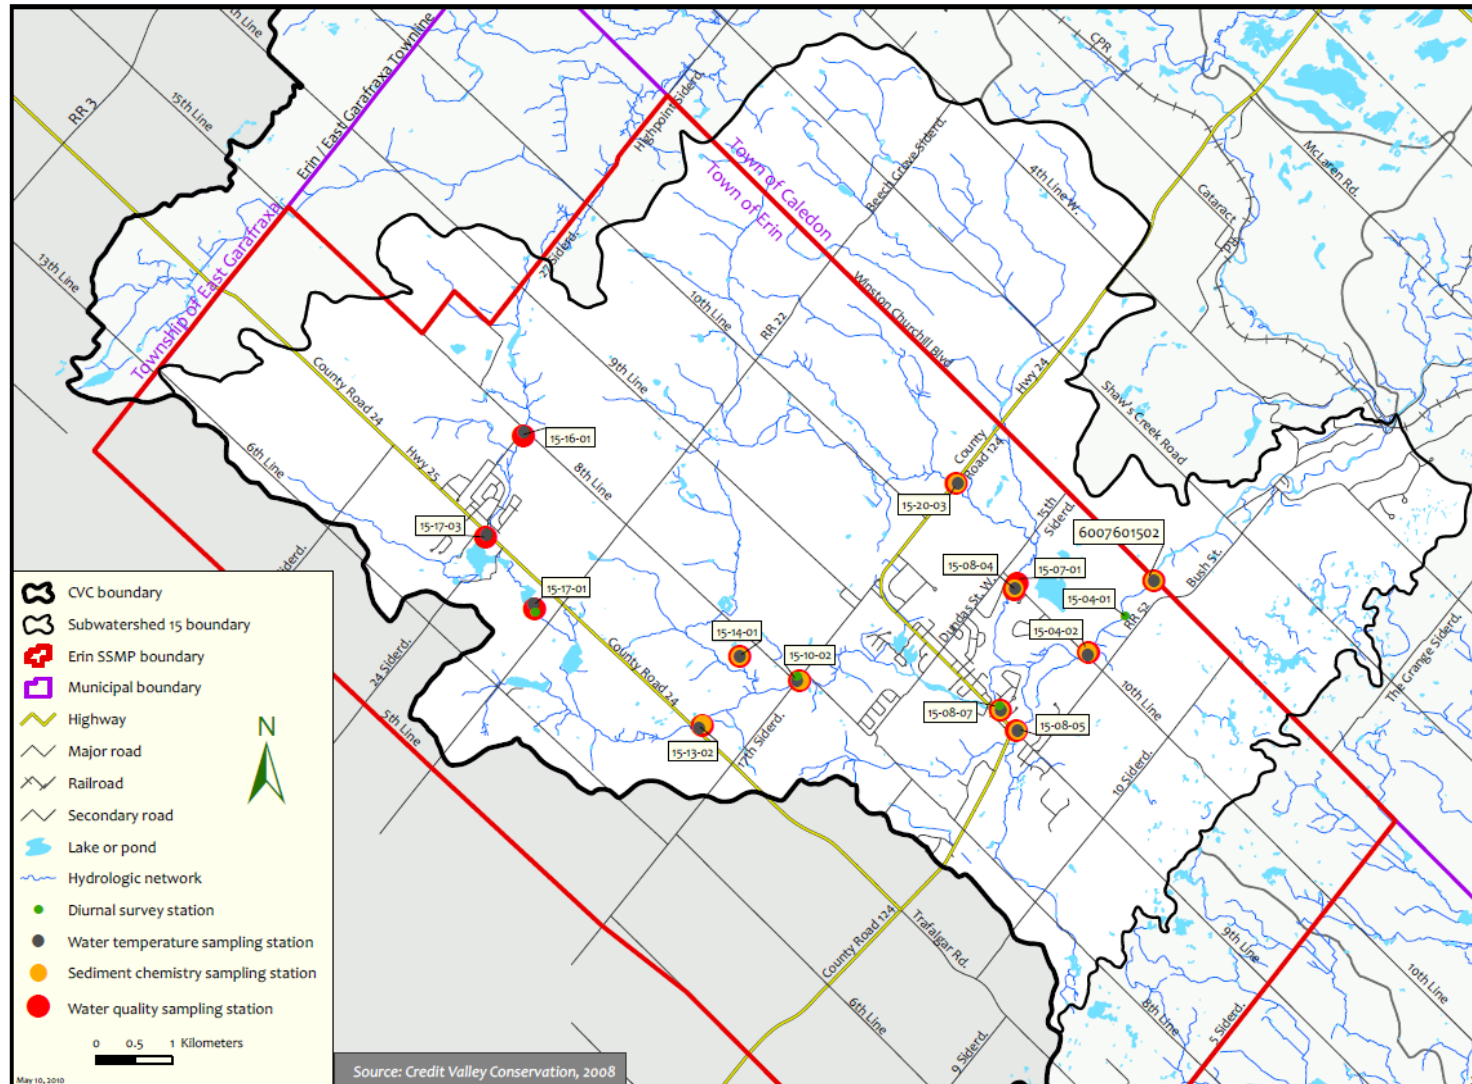 7th Line
RR 3
15th Line
Erin / East Garafraxa Townline
Highpoint Siderd.
CPR
McLaren Rd.
Town of Caledon
Town of Erin
Beech Grove Siderd.
4th Line W.
Cataract
Township of East Garafraxa
13th Line
27 Siderd.
10th Line
RR 22
Winston Churchill Blvd
Hwy 24
9th Line
County Road 24
Shaw's Creek Road
6th Line
Hwy 25
8th Line
15-16-01
County
Road 124
15-20-03
15th
Siderd.
15-17-03
6007601502
Siderd.
15-08-04
15-07-01
Bush St.
15-17-01
15-04-01
RR 52
Dundas St. W.
15-14-01
15-04-02
The Grange Siderd.
24 Siderd.
15-10-02
County Road 24
10th Line
15-08-07
15-08-05
5th Line
15-13-02
17th Siderd.
10 Siderd.
County Road 124
Trafalgar Rd.
9th Line
10th Line
6th Line
8th Line
5 Siderd.
9 Siderd.
CVC boundary
Subwatershed 15 boundary
Erin SSMP boundary
Municipal boundary
Highway
N
Major road
Railroad
Secondary road
Lake or pond
Hydrologic network
Diurnal survey station
Water temperature sampling station
Sediment chemistry sampling station
Water quality sampling station
0 0.5 1 Kilometers
May 10, 2010
Source: Credit Valley Conservation, 2008